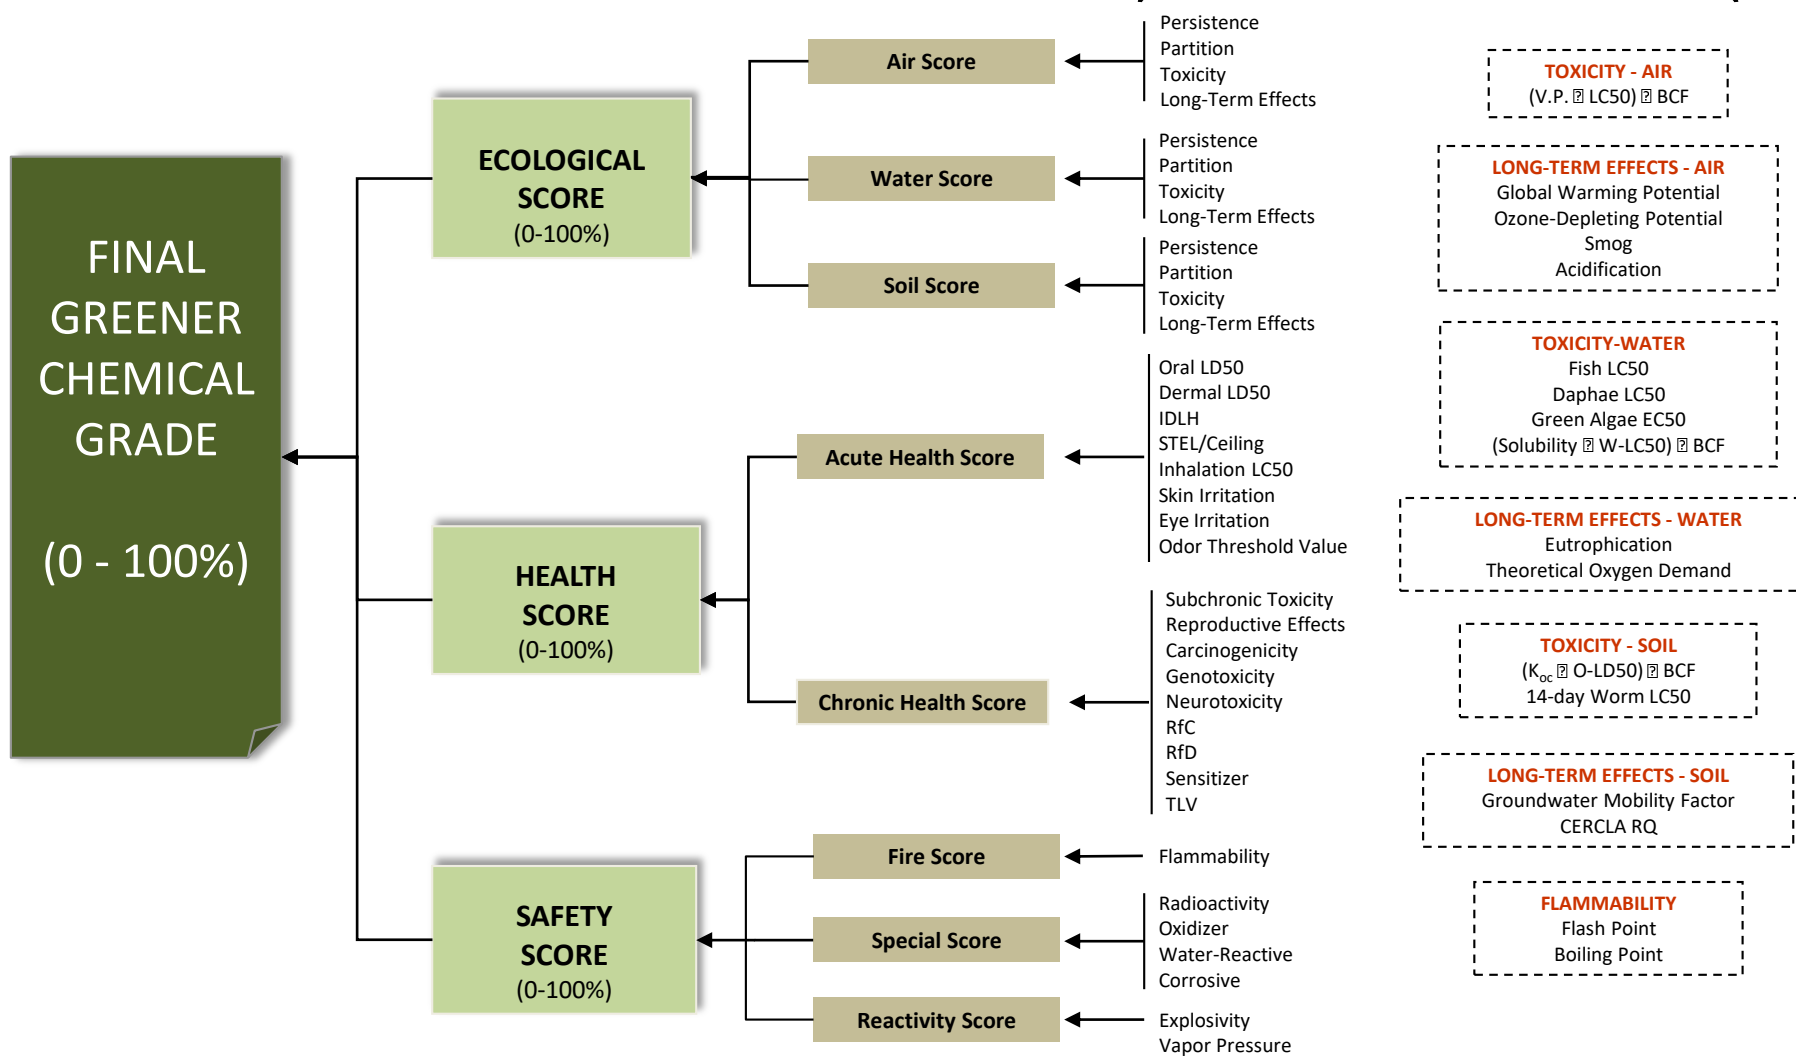 FINAL
GREENER
CHEMICAL
GRADE
(0 - 100%)
ECOLOGICAL
SCORE
(0-100%)
HEALTH
SCORE
(0-100%)
SAFETY
SCORE
(0-100%)
Air Score
Water Score
Soil Score
Acute Health Score
Chronic Health Score
Fire Score
Special Score
Reactivity Score
Persistence
Partition
Toxicity
Long-Term Effects
Persistence
Partition
Toxicity
Long-Term Effects
Persistence
Partition
Toxicity
Long-Term Effects
Oral LD50
Dermal LD50
IDLH
STEL/Ceiling
Inhalation LC50
Skin Irritation
Eye Irritation
Odor Threshold Value
Subchronic Toxicity
Reproductive Effects
Carcinogenicity
Genotoxicity
Neurotoxicity
RfC
RfD
Sensitizer
TLV
Flammability
Radioactivity
Oxidizer
Water-Reactive
Corrosive
Explosivity
Vapor Pressure
TOXICITY - AIR
(V.P. ⍰ LC50) ⍰ BCF
LONG-TERM EFFECTS - AIR
Global Warming Potential
Ozone-Depleting Potential
Smog
Acidification
TOXICITY-WATER
Fish LC50
Daphae LC50
Green Algae EC50
(Solubility ⍰ W-LC50) ⍰ BCF
LONG-TERM EFFECTS - WATER
Eutrophication
Theoretical Oxygen Demand
TOXICITY - SOIL
(Koc ⍰ O-LD50) ⍰ BCF
14-day Worm LC50
LONG-TERM EFFECTS - SOIL
Groundwater Mobility Factor
CERCLA RQ
FLAMMABILITY
Flash Point
Boiling Point